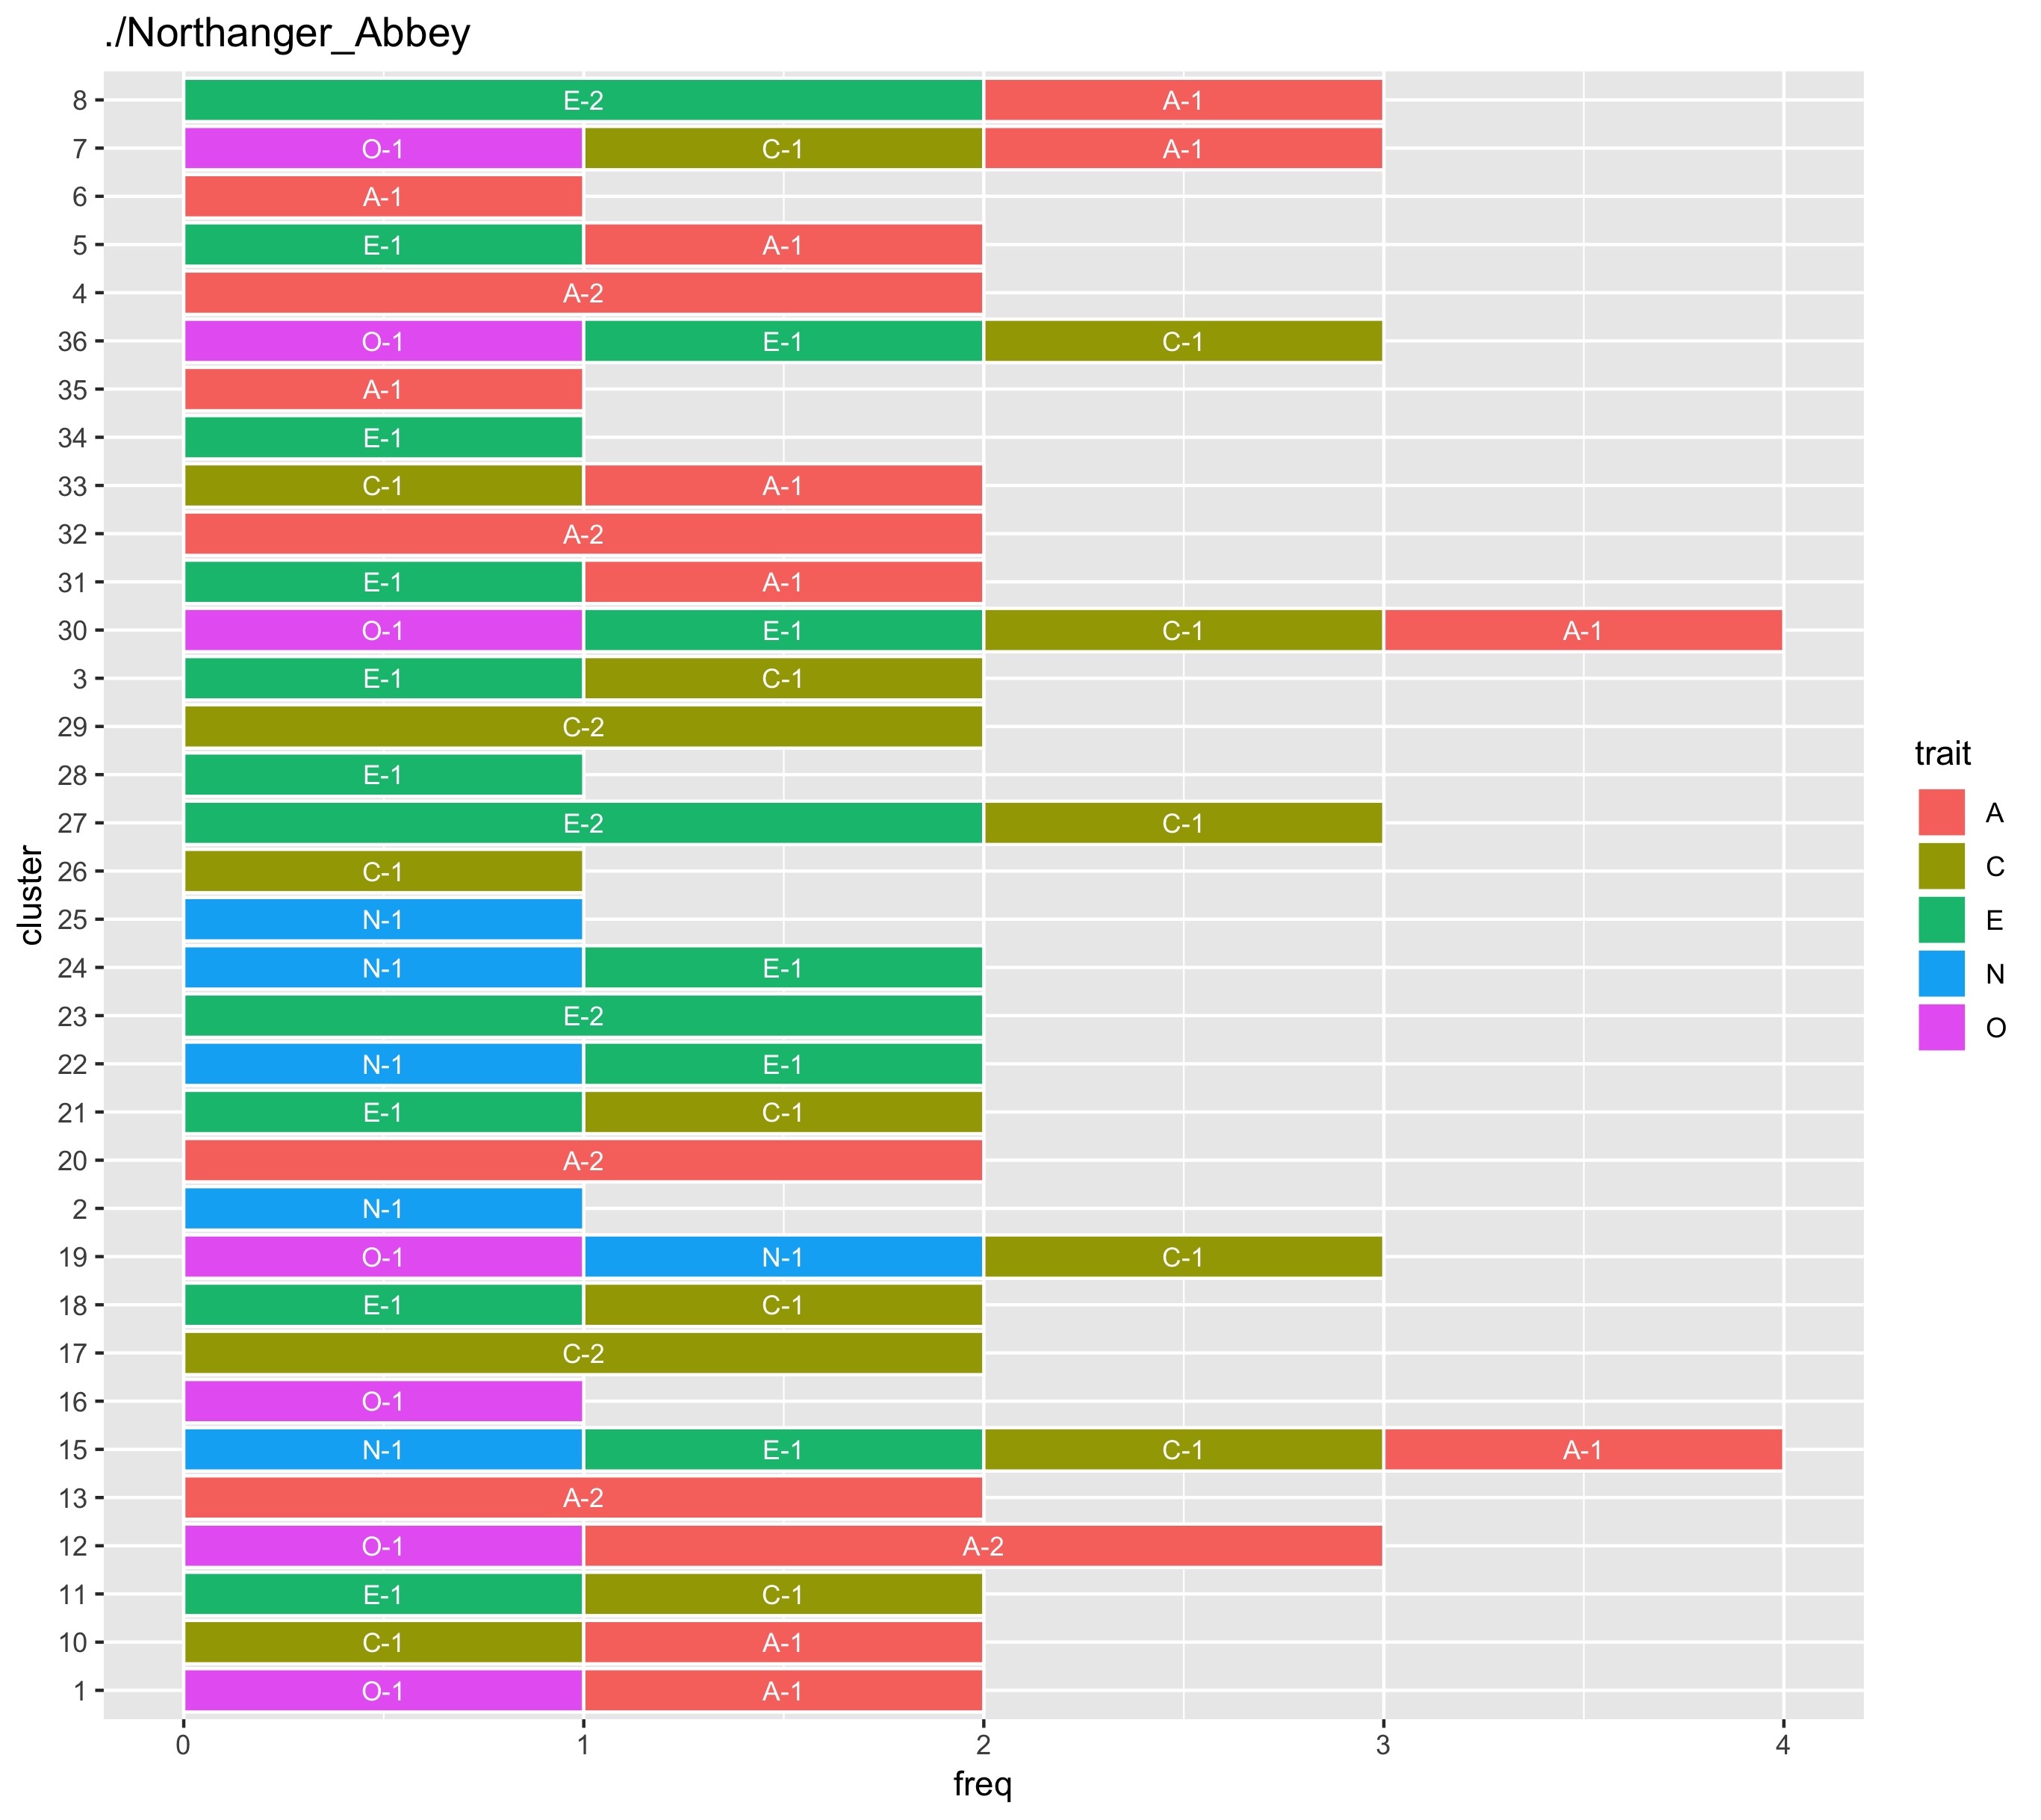 ./Northanger_Abbey
8 E-2 A-1
7 O-1 C-1 A-1
6 A-1
5 E-1 A-1
4 A-2
36 O-1 E-1 C-1
35 A-1
34 E-1
33 C-1 A-1
32 A-2
31 E-1 A-1
30 O-1 E-1 C-1 A-1
3 E-1 C-1
29 C-2
28 E-1
27 E-2 C-1
26 C-1
25 N-1
24 N-1 E-1
23 E-2
22 N-1 E-1
21 E-1 C-1
20 A-2
2 N-1
19 O-1 N-1 C-1
18 E-1 C-1
17 C-2
16 O-1
15 N-1 E-1 C-1 A-1
13 A-2
12 O-1 A-2
11 E-1 C-1
10 C-1 A-1
1 O-1 A-1
0 1 2 3 4
freq
cluster
trait
A
C
E
N
O